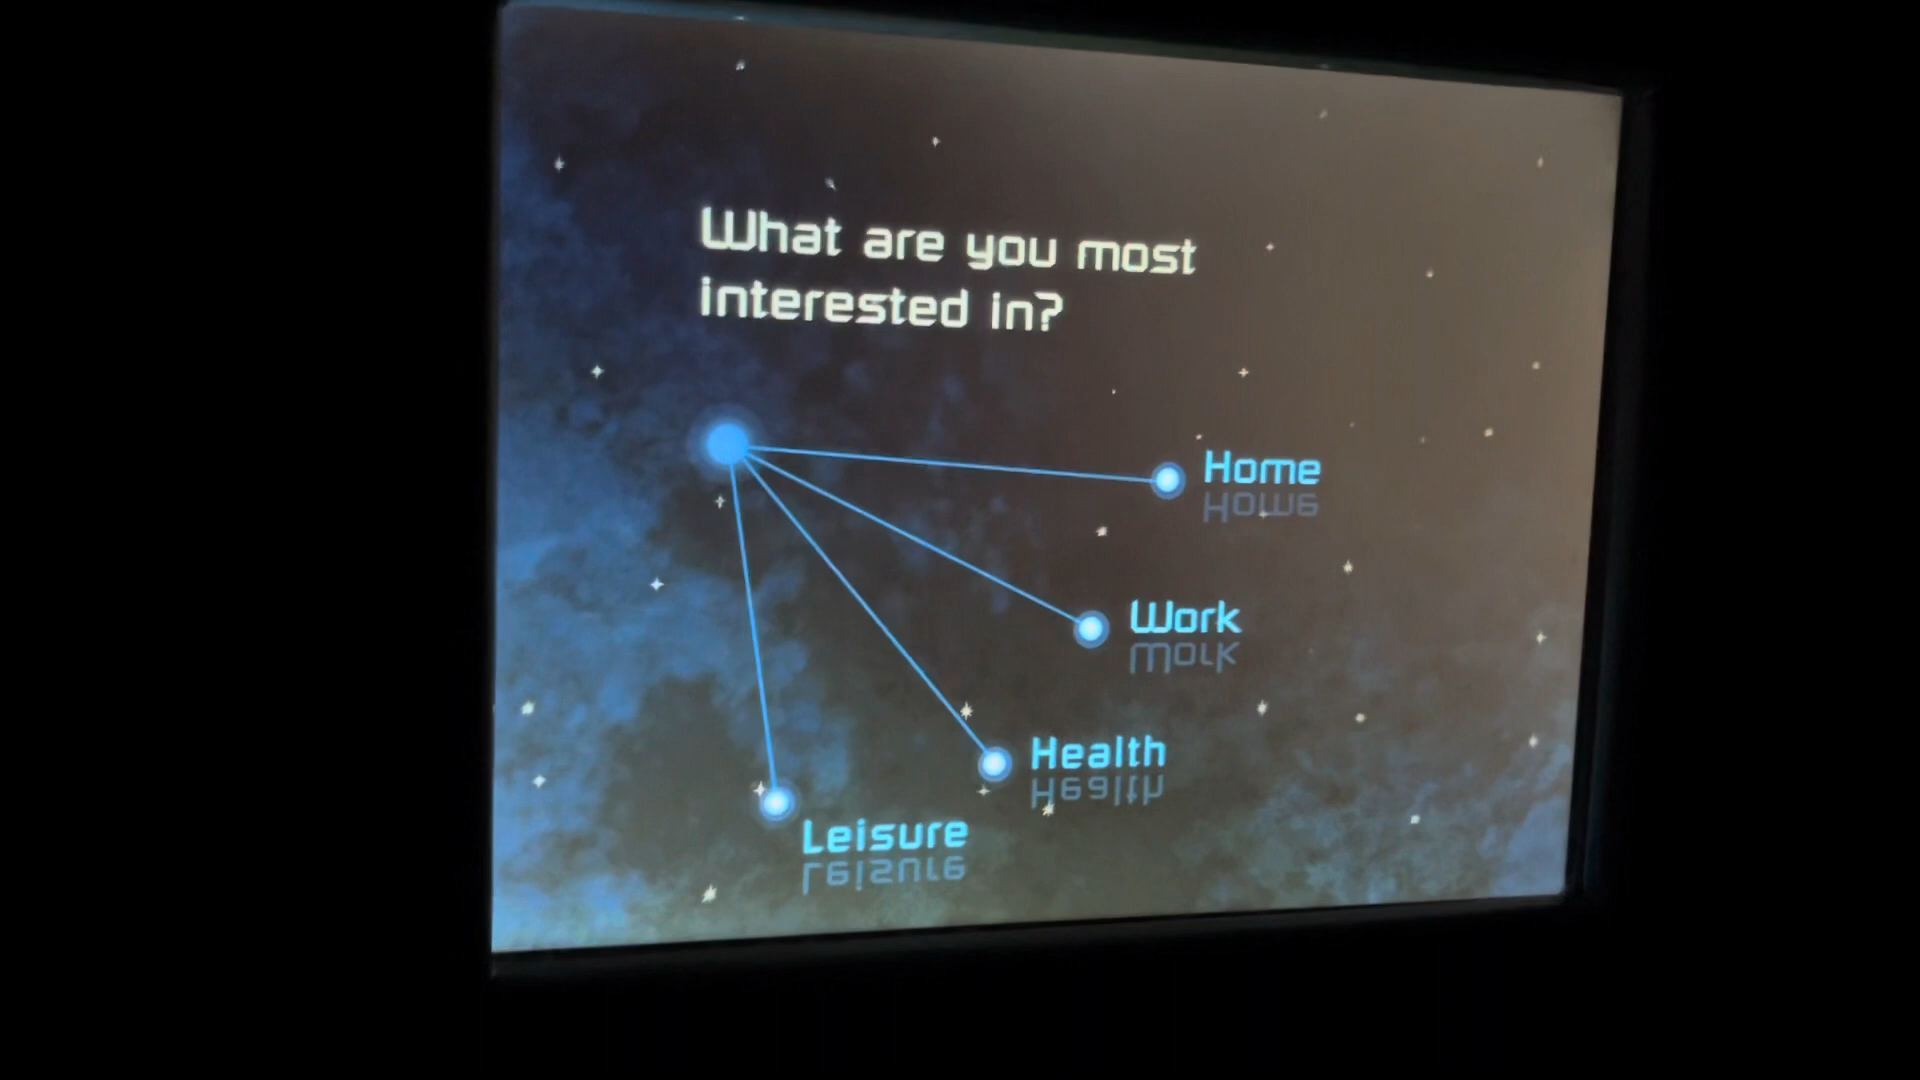 What are you most
interested in?
Home
Work
Health
Leisure